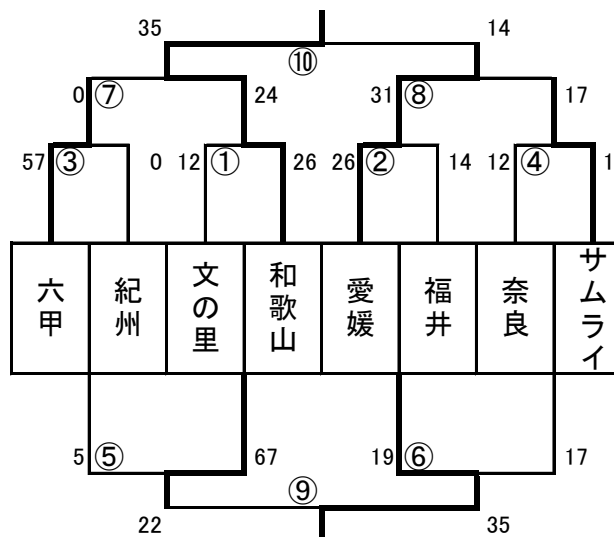 35 14
⑩
0 ⑦ 24 31 ⑧ 17
57 ③ 0 12 ① 26 26 ② 14 12 ④ 1
六甲 紀州 文の里 和歌山 愛媛 福井 奈良 サムライ
5 ⑤ 67 19 ⑥ 17
⑨
22 35